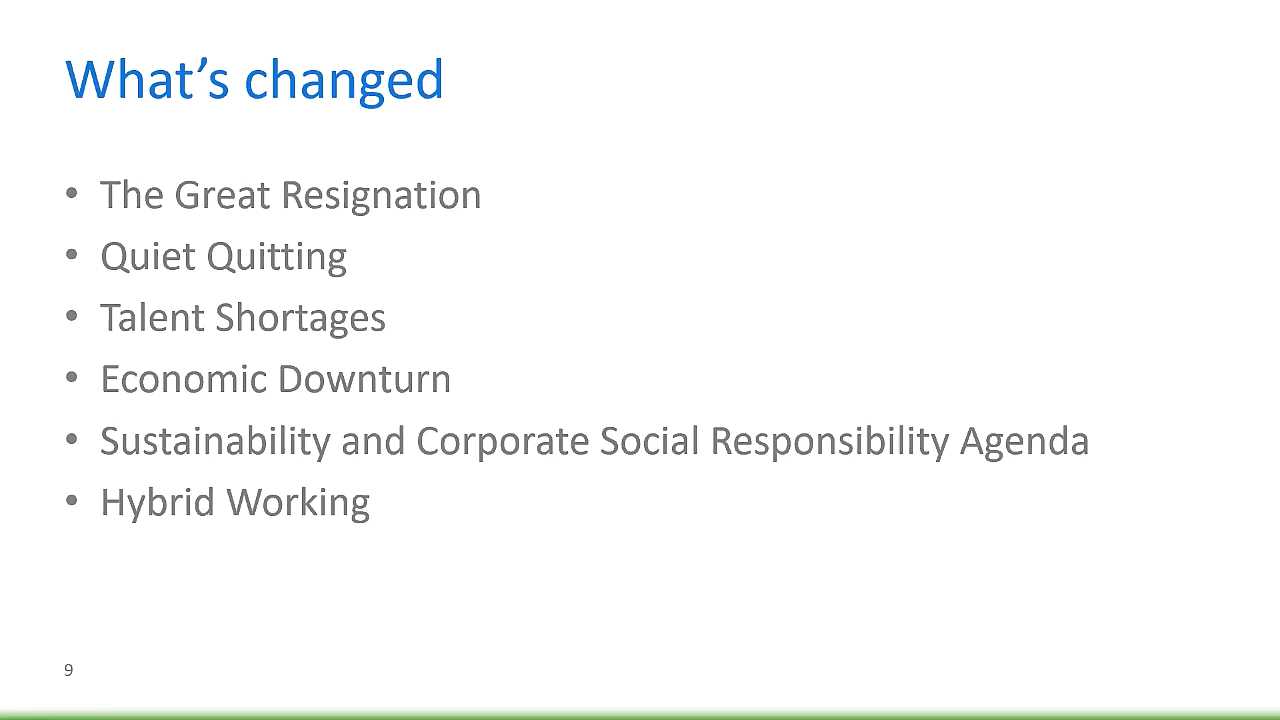 What’s changed
• The Great Resignation
• Quiet Quitting
• Talent Shortages
• Economic Downturn
• Sustainability and Corporate Social Responsibility Agenda
• Hybrid Working
9